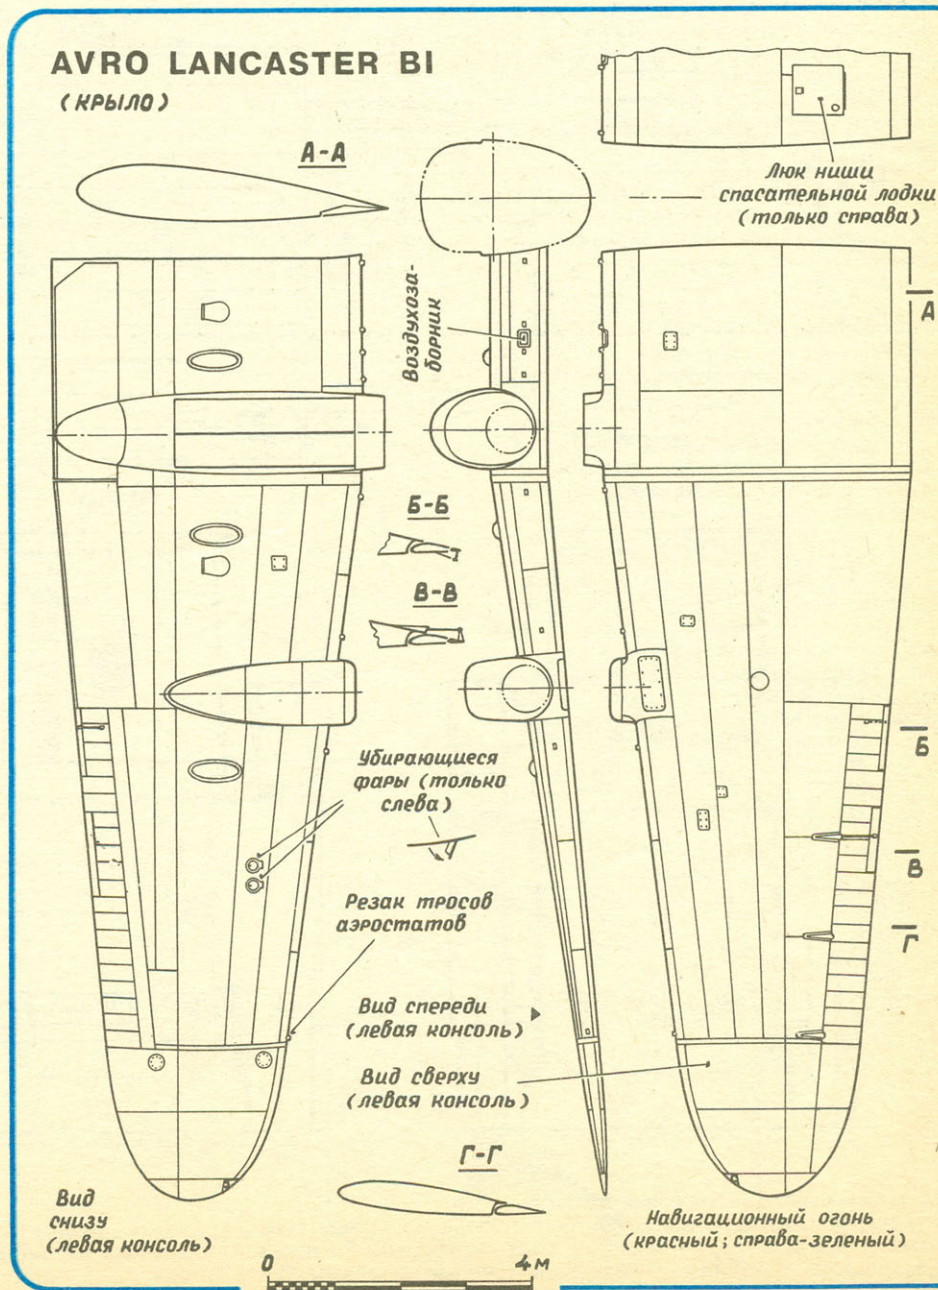 AVRO LANCASTER BI
(КРЫЛО)
А-А
Люк ниши
спасательной лодки
(только справа)
Воздухоза-
борник
А
Б-Б
В-В
Убирающиеся
фары (только
слева)
Б
В
Резак тросов
аэростатов
Г
Вид спереди
(левая консоль)
Вид сверху
(левая консоль)
Г-Г
Вид
снизу
(левая консоль)
Навигационный огонь
(красный; справа-зеленый)
0
4 м